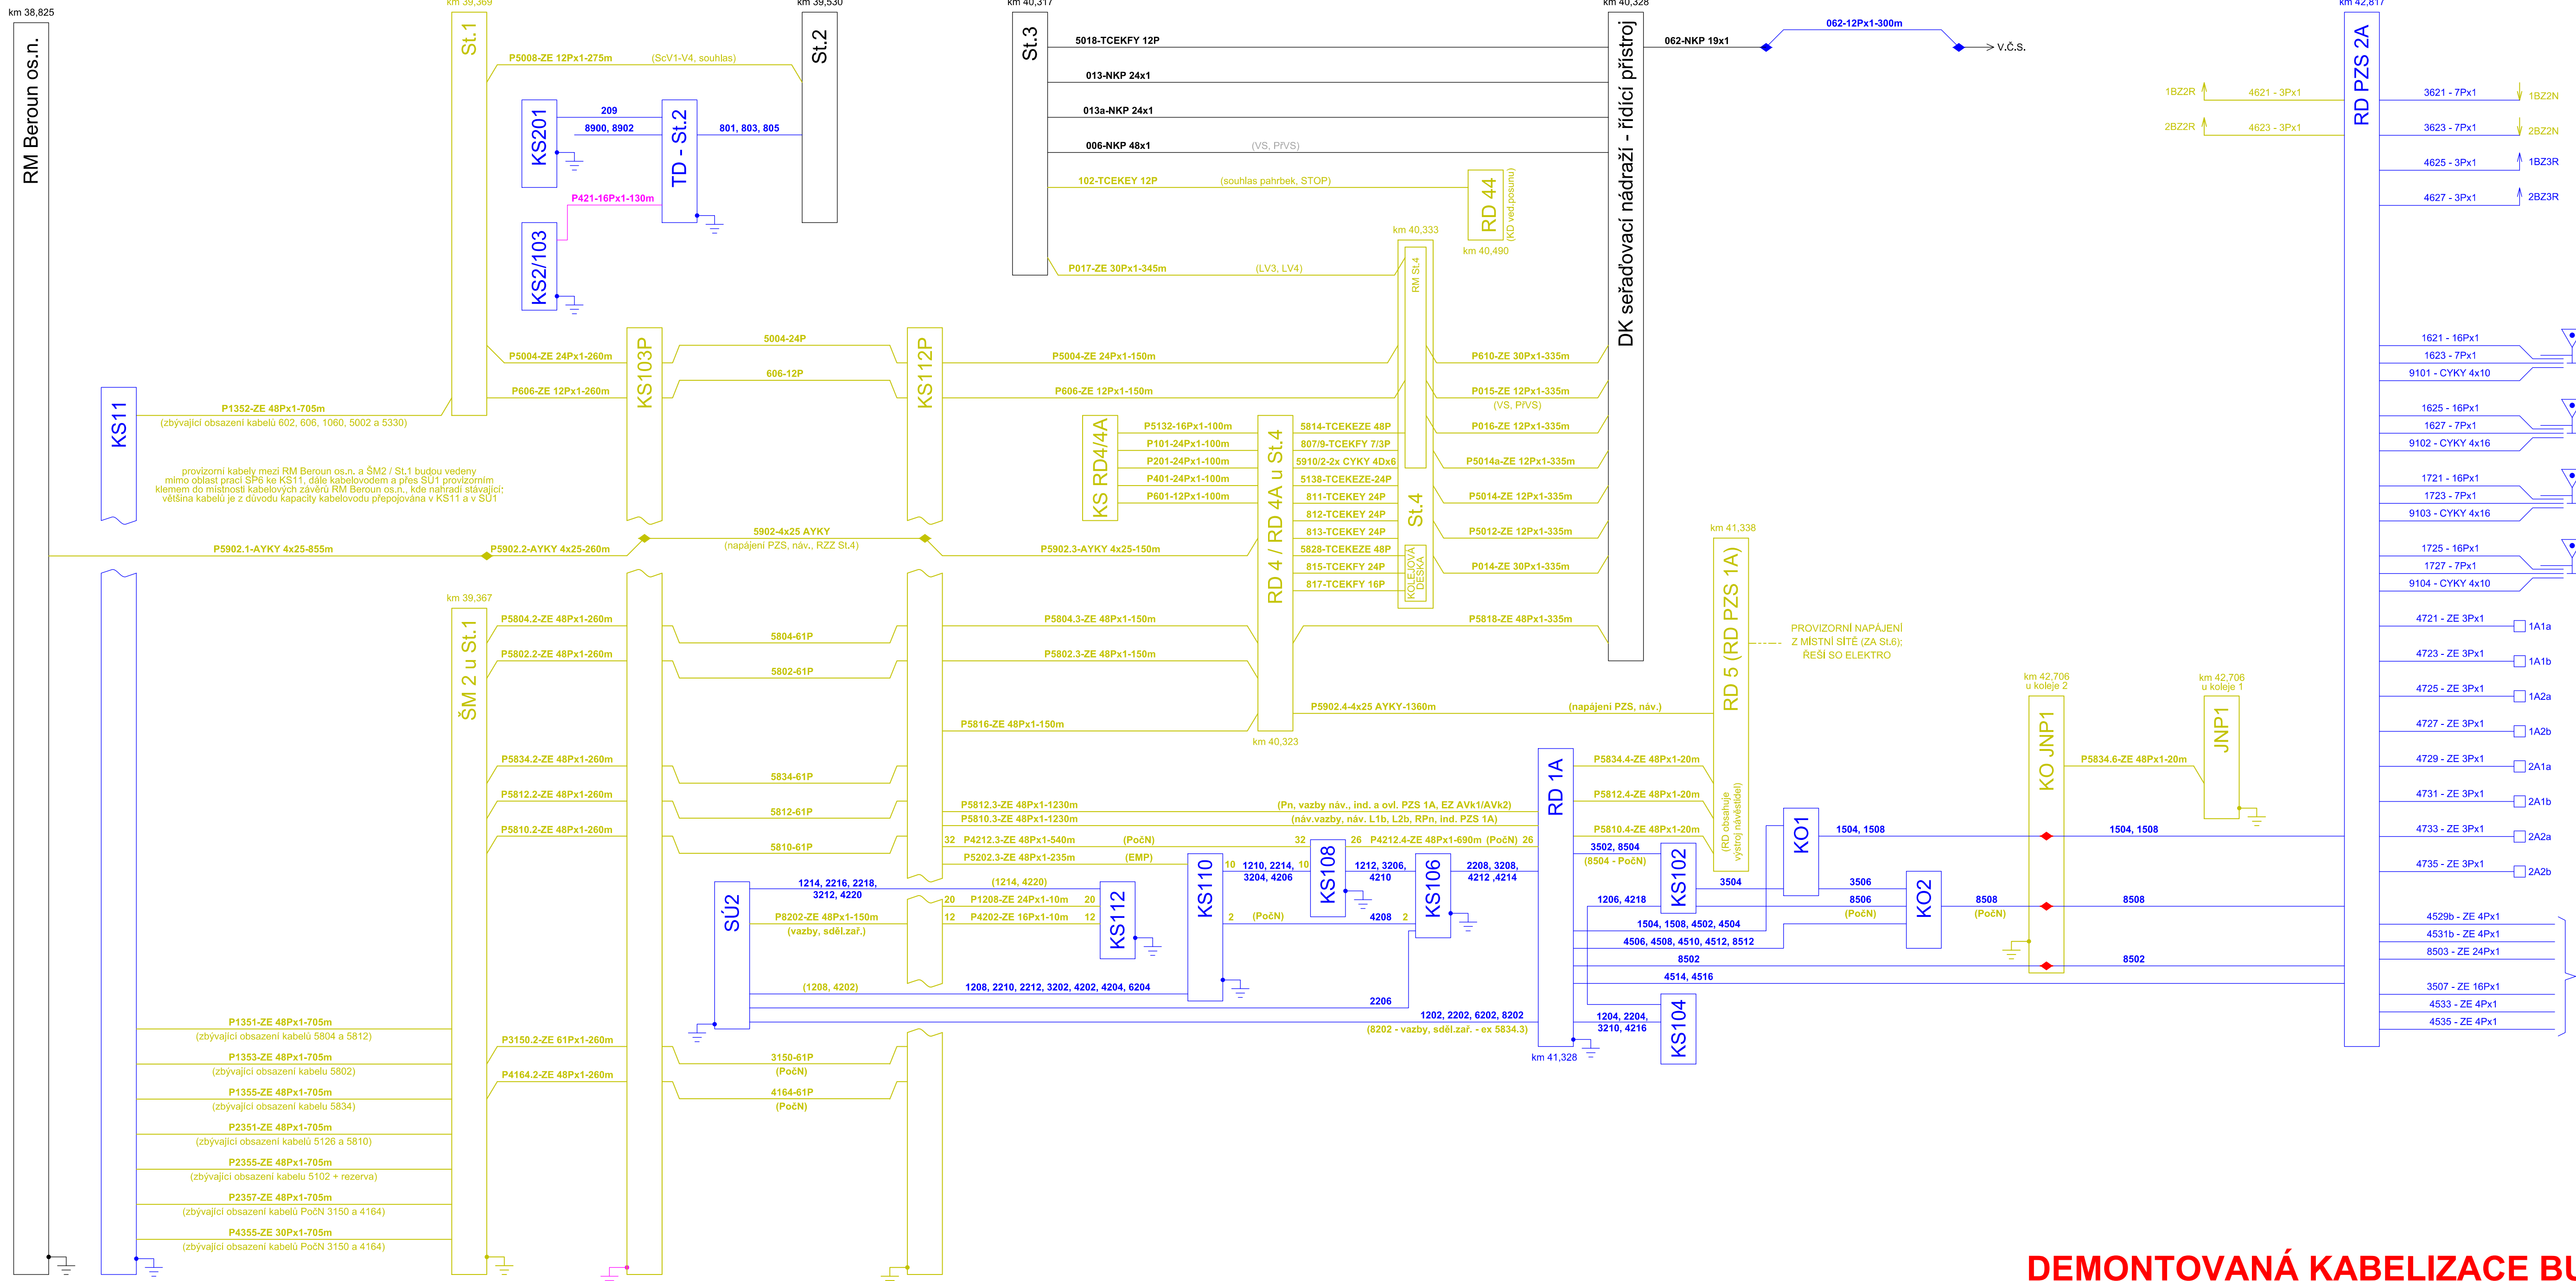 km 38,825
RM Beroun os.n.
km 39,369
St.1
P5008-ZE 12Px1-275m
(ScV1-V4, souhlas)
km 39,530
St.2
KS201
209
8900, 8902
TD - St.2
801, 803, 805
P421-16Px1-130m
KS2/103
km 40,317
St.3
5018-TCEKFY 12P
013-NKP 24x1
013a-NKP 24x1
006-NKP 48x1
(VS, PřVS)
102-TCEKEY 12P
(souhlas pahrbek, STOP)
RD 44
(KD ved.posunu)
km 40,490
P017-ZE 30Px1-345m
(LV3, LV4)
km 40,333
RM St.4
St.4
KOLEJOVÁ
DESKA
km 40,328
DK seřaďovací nádraží - řídící přístroj
062-NKP 19x1
062-12Px1-300m
V.Č.S.
km 42,817
RD PZS 2A
1BZ2R
4621 - 3Px1
2BZ2R
4623 - 3Px1
3621 - 7Px1
1BZ2N
3623 - 7Px1
2BZ2N
4625 - 3Px1
1BZ3R
4627 - 3Px1
2BZ3R
KS11
P1352-ZE 48Px1-705m
(zbývající obsazení kabelů 602, 606, 1060, 5002 a 5330)
provizorní kabely mezi RM Beroun os.n. a ŠM2 / St.1 budou vedeny
mimo oblast prací SP6 ke KS11, dále kabelovodem a přes SÚ1 provizorním
klemem do místnosti kabelových závěrů RM Beroun os.n., kde nahradí stávající;
většina kabelů je z důvodu kapacity kabelovodu přepojována v KS11 a v SÚ1
P5004-ZE 24Px1-260m
P606-ZE 12Px1-260m
KS103P
5004-24P
606-12P
KS112P
P5004-ZE 24Px1-150m
P606-ZE 12Px1-150m
P610-ZE 30Px1-335m
P015-ZE 12Px1-335m
(VS, PřVS)
P016-ZE 12Px1-335m
P5014a-ZE 12Px1-335m
P5014-ZE 12Px1-335m
P5012-ZE 12Px1-335m
P014-ZE 30Px1-335m
KS RD4/4A
P5132-16Px1-100m
P101-24Px1-100m
P201-24Px1-100m
P401-24Px1-100m
P601-12Px1-100m
RD 4 / RD 4A u St.4
km 40,323
5814-TCEKEZE 48P
807/9-TCEKFY 7/3P
5910/2-2x CYKY 4Dx6
5138-TCEKEZE-24P
811-TCEKEY 24P
812-TCEKEY 24P
813-TCEKEY 24P
5828-TCEKEZE 48P
815-TCEKFY 24P
817-TCEKFY 16P
P5902.1-AYKY 4x25-855m
P5902.2-AYKY 4x25-260m
5902-4x25 AYKY
(napájení PZS, náv., RZZ St.4)
P5902.3-AYKY 4x25-150m
km 39,367
ŠM 2 u St.1
P5804.2-ZE 48Px1-260m
5804-61P
P5804.3-ZE 48Px1-150m
P5802.2-ZE 48Px1-260m
5802-61P
P5802.3-ZE 48Px1-150m
P5816-ZE 48Px1-150m
P5818-ZE 48Px1-335m
P5902.4-4x25 AYKY-1360m
(napájení PZS, náv.)
km 41,338
RD 5 (RD PZS 1A)
(RD obsahuje
výstroj návěstidel)
PROVIZORNÍ NAPÁJENÍ
Z MÍSTNÍ SÍTĚ (ZA St.6);
ŘEŠÍ SO ELEKTRO
P5834.2-ZE 48Px1-260m
5834-61P
P5812.2-ZE 48Px1-260m
5812-61P
P5812.3-ZE 48Px1-1230m
(Pn, vazby náv., ind. a ovl. PZS 1A, EZ AVk1/AVk2)
P5810.2-ZE 48Px1-260m
5810-61P
P5810.3-ZE 48Px1-1230m
(náv.vazby, náv. L1b, L2b, RPn, ind. PZS 1A)
32
P4212.3-ZE 48Px1-540m
(PočN)
32
26
P4212.4-ZE 48Px1-690m (PočN)
26
P5202.3-ZE 48Px1-235m
(EMP)
RD 1A
km 41,328
P5834.4-ZE 48Px1-20m
P5812.4-ZE 48Px1-20m
P5810.4-ZE 48Px1-20m
3502, 8504
(8504 - PočN)
KS102
KO1
1504, 1508
1504, 1508
3504
3506
KO2
1206, 4218
8506
(PočN)
8508
(PočN)
8508
1504, 1508, 4502, 4504
4506, 4508, 4510, 4512, 8512
8502
8502
4514, 4516
KS104
1204, 2204,
3210, 4216
km 42,706
u koleje 2
KO JNP1
P5834.6-ZE 48Px1-20m
km 42,706
u koleje 1
JNP1
SÚ2
1214, 2216, 2218,
3212, 4220
(1214, 4220)
P8202-ZE 48Px1-150m
(vazby, sděl.zař.)
20
P1208-ZE 24Px1-10m
20
12
P4202-ZE 16Px1-10m
12
KS112
KS110
10
1210, 2214,
3204, 4206
10
KS108
1212, 3206,
4210
KS106
2208, 3208,
4212 ,4214
2
(PočN)
4208
2
(1208, 4202)
1208, 2210, 2212, 3202, 4202, 4204, 6204
2206
1202, 2202, 6202, 8202
(8202 - vazby, sděl.zař. - ex 5834.3)
P1351-ZE 48Px1-705m
(zbývající obsazení kabelů 5804 a 5812)
P1353-ZE 48Px1-705m
(zbývající obsazení kabelu 5802)
P1355-ZE 48Px1-705m
(zbývající obsazení kabelu 5834)
P2351-ZE 48Px1-705m
(zbývající obsazení kabelů 5126 a 5810)
P2355-ZE 48Px1-705m
(zbývající obsazení kabelu 5102 + rezerva)
P2357-ZE 48Px1-705m
(zbývající obsazení kabelů PočN 3150 a 4164)
P4355-ZE 30Px1-705m
(zbývající obsazení kabelů PočN 3150 a 4164)
P3150.2-ZE 61Px1-260m
3150-61P
(PočN)
P4164.2-ZE 48Px1-260m
4164-61P
(PočN)
1621 - 16Px1
1623 - 7Px1
9101 - CYKY 4x10
1625 - 16Px1
1627 - 7Px1
9102 - CYKY 4x16
1721 - 16Px1
1723 - 7Px1
9103 - CYKY 4x16
1725 - 16Px1
1727 - 7Px1
9104 - CYKY 4x10
4721 - ZE 3Px1
1A1a
4723 - ZE 3Px1
1A1b
4725 - ZE 3Px1
1A2a
4727 - ZE 3Px1
1A2b
4729 - ZE 3Px1
2A1a
4731 - ZE 3Px1
2A1b
4733 - ZE 3Px1
2A2a
4735 - ZE 3Px1
2A2b
4529b - ZE 4Px1
4531b - ZE 4Px1
8503 - ZE 24Px1
3507 - ZE 16Px1
4533 - ZE 4Px1
4535 - ZE 4Px1
DEMONTOVANÁ KABELIZACE BU